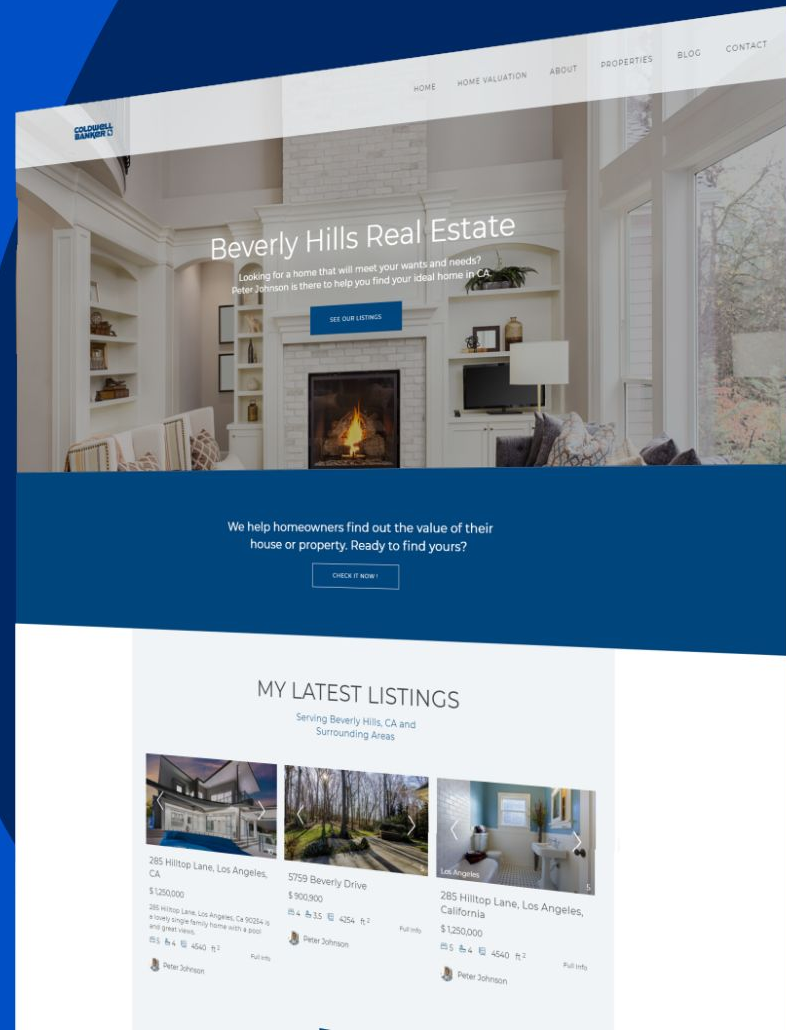 HOME HOME VALUATION ABOUT PROPERTIES BLOG CONTACT
COLDWELL
BANKER
Beverly Hills Real Estate
Looking for a home that will meet your wants and needs?
Peter Johnson is there to help you find your ideal home in CA
SEE OUR LISTINGS
We help homeowners find out the value of their
house or property. Ready to find yours?
CHECK IT NOW !
MY LATEST LISTINGS
Serving Beverly Hills, CA and
Surrounding Areas
285 Hilltop Lane, Los Angeles,
CA
$1,250,000
285 Hilltop Lane, Los Angeles, Ca 90254 is
a lovely single family home with a pool
and great views.
5 4 4540 ft²
Full Info
Peter Johnson
5759 Beverly Drive
$ 900,900
4 3.5 4254 ft²
Full Info
Peter Johnson
Los Angeles 5
285 Hilltop Lane, Los Angeles,
California
$ 1,250,000
5 4 4540 ft²
Full Info
Peter Johnson